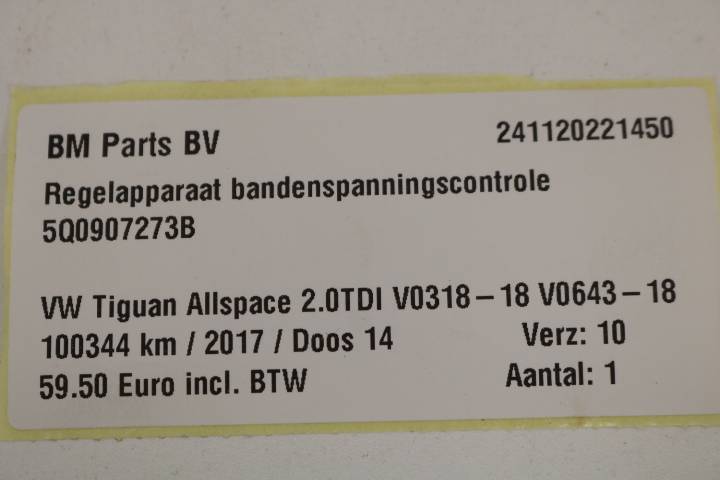 BM Parts BV 241120221450
Regelapparaat bandenspanningscontrole
5Q0907273B
VW Tiguan Allspace 2.0TDI V0318-18 V0643-18
100344 km / 2017 / Doos 14 Verz: 10
59.50 Euro incl. BTW Aantal: 1